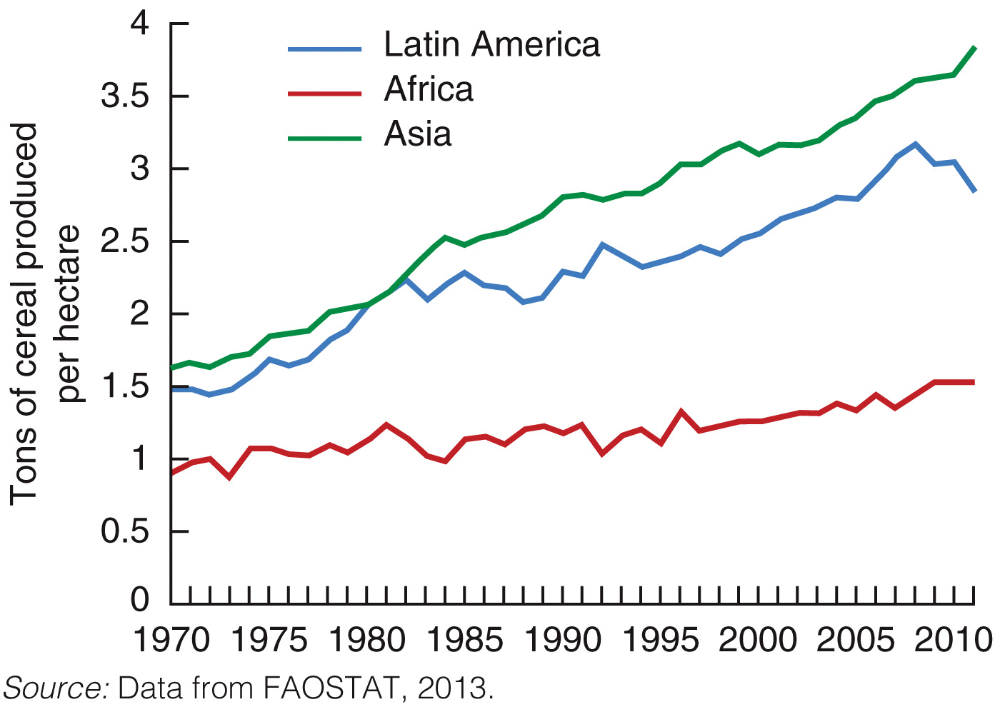 Tons of cereal produced
per hectare
4
3.5
3
2.5
2
1.5
1
0.5
0
Latin America
Africa
Asia
1970 1975 1980 1985 1990 1995 2000 2005 2010
Source: Data from FAOSTAT, 2013.